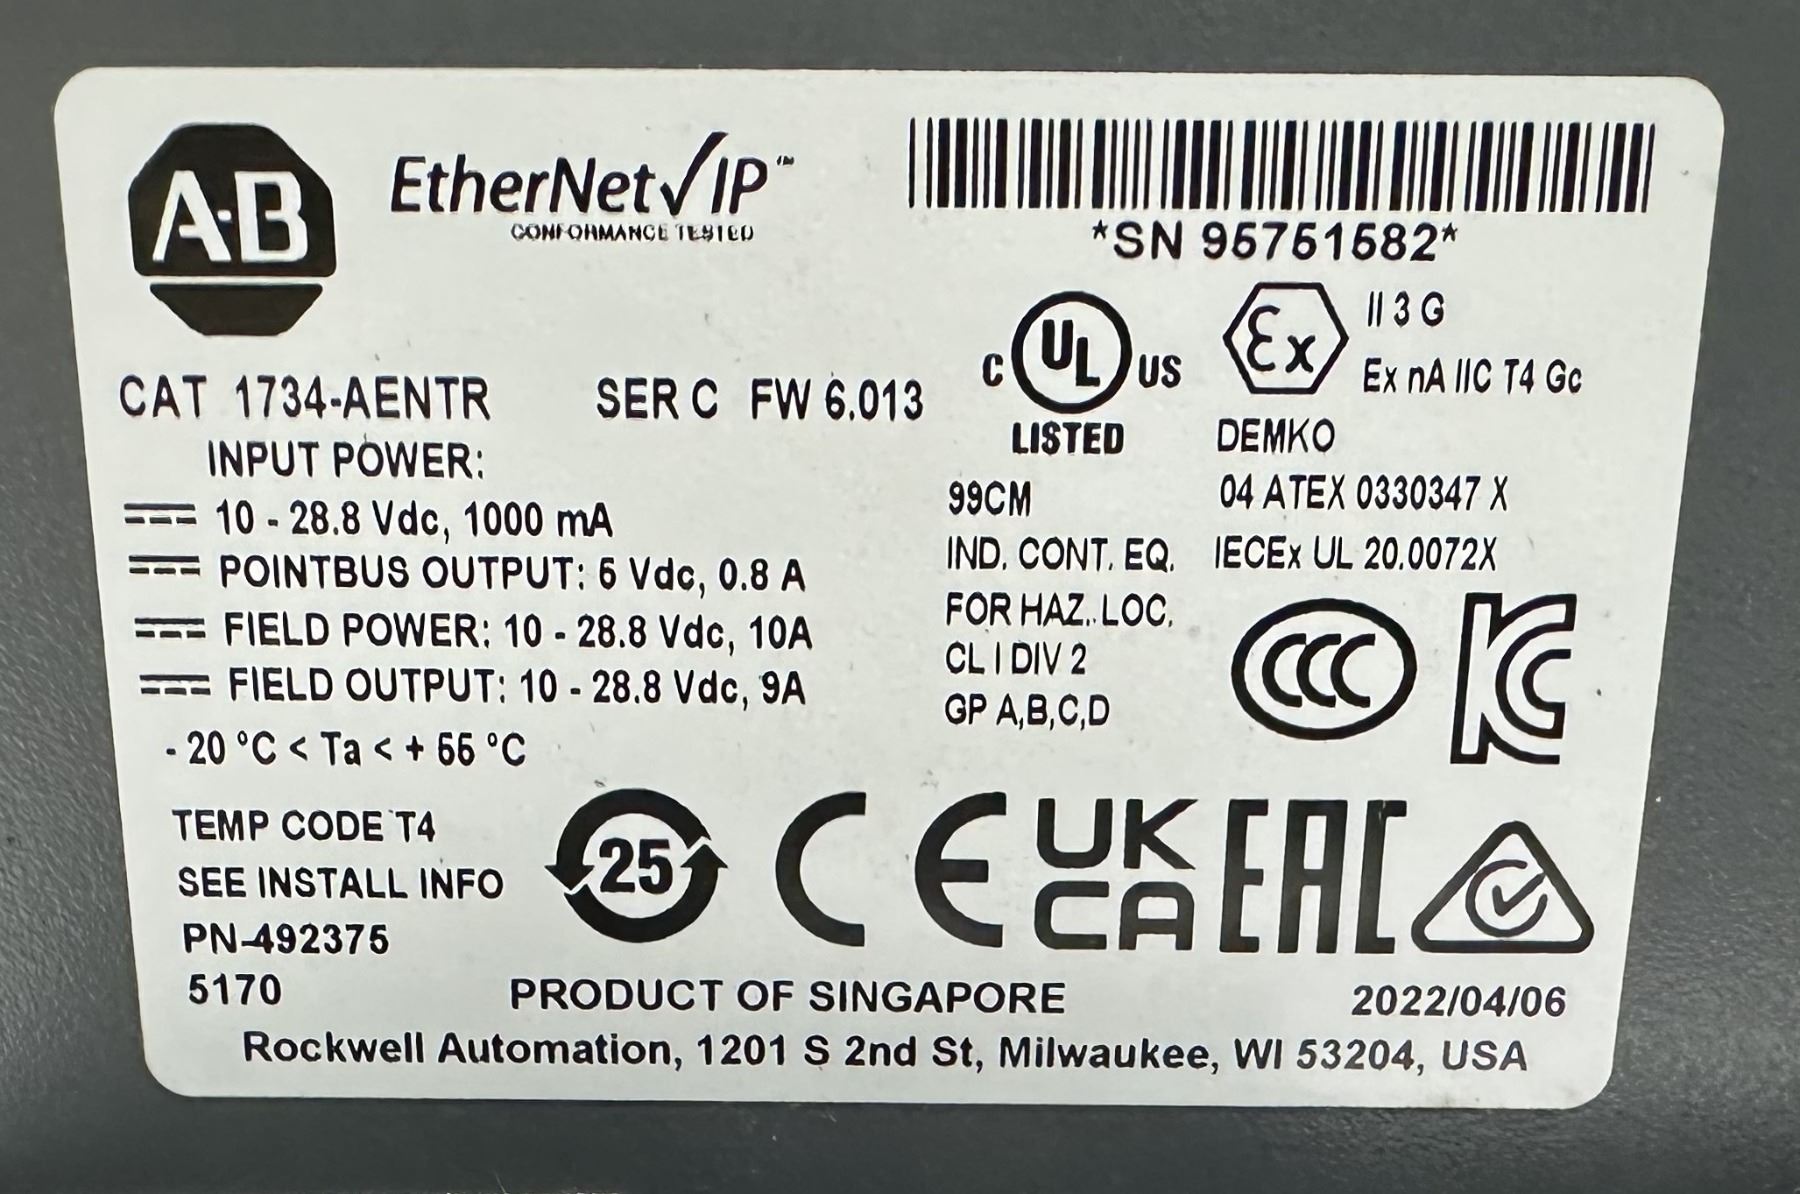 A-B
EtherNet/IP™
CONFORMANCE TESTED
*SN 95751582*
CAT 1734-AENTR SER C FW 6.013
INPUT POWER:
10 - 28.8 Vdc, 1000 mA
POINTBUS OUTPUT: 5 Vdc, 0.8 A
FIELD POWER: 10 - 28.8 Vdc, 10A
FIELD OUTPUT: 10 - 28.8 Vdc, 9A
- 20 °C < Ta < + 55 °C
TEMP CODE T4
SEE INSTALL INFO
PN-492375
5170
C UL US
LISTED
99CM
IND. CONT. EQ.
FOR HAZ. LOC.
CL I DIV 2
GP A,B,C,D
Ex II 3 G
Ex nA IIC T4 Gc
DEMKO
04 ATEX 0330347 X
IECEx UL 20.0072X
CCC KC
25 CE UK CA EAC
PRODUCT OF SINGAPORE
2022/04/06
Rockwell Automation, 1201 S 2nd St, Milwaukee, WI 53204, USA